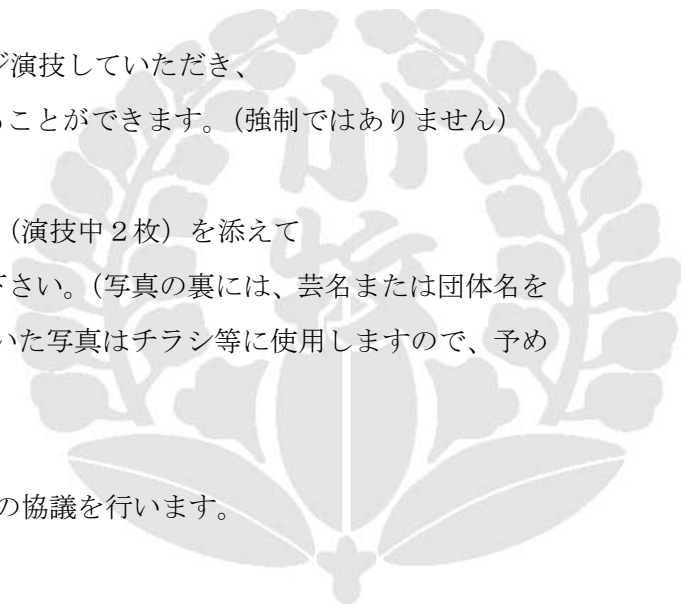 ジ演技していただき、
ることができます。（強制ではありません）
（演技中２枚）を添えて
下さい。（写真の裏には、芸名または団体名を
いた写真はチラシ等に使用しますので、予め
の協議を行います。
小牧